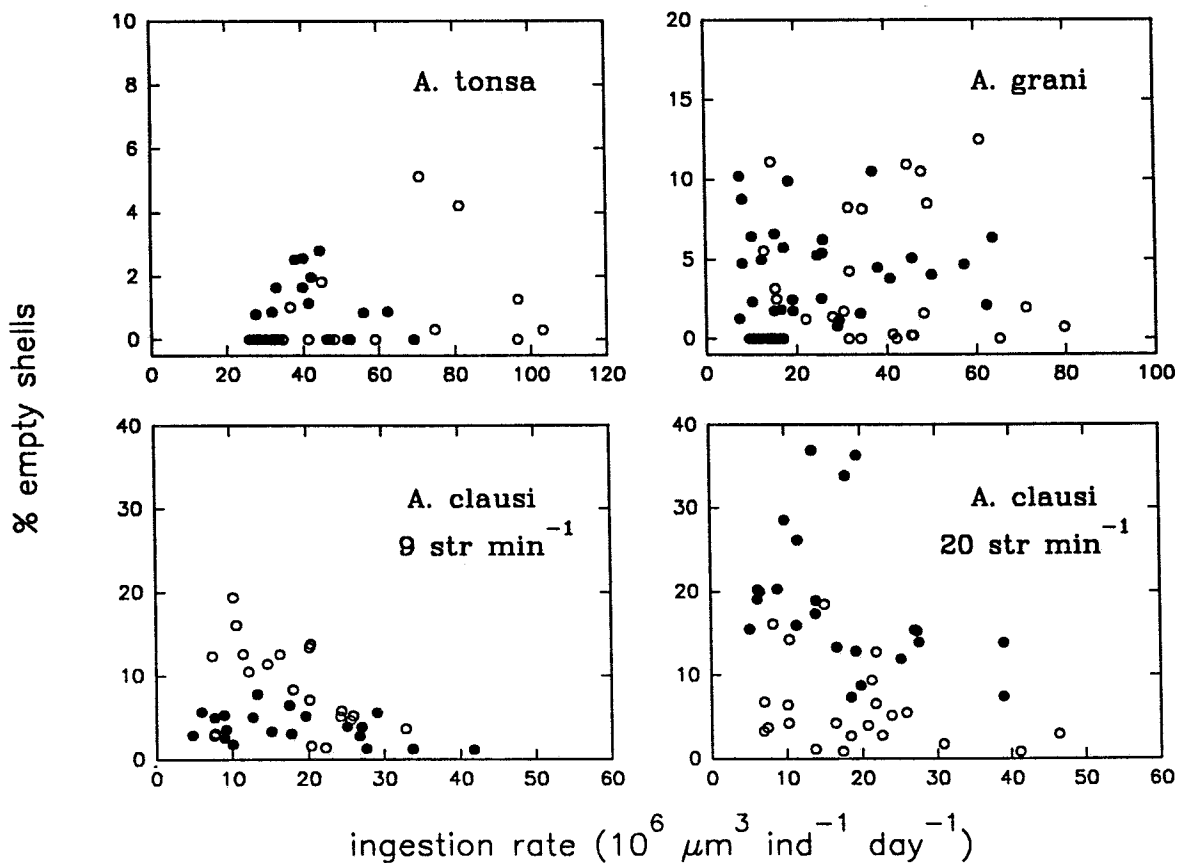 % empty shells
10
8
6
4
2
0
A. tonsa
0 20 40 60 80 100 120
20
15
10
5
0
A. grani
0 20 40 60 80 100
40
30
20
10
0
A. clausi
9 str min⁻¹
0 10 20 30 40 50 60
40
30
20
10
0
A. clausi
20 str min⁻¹
0 10 20 30 40 50 60
ingestion rate (10⁶ μm³ ind⁻¹ day⁻¹)